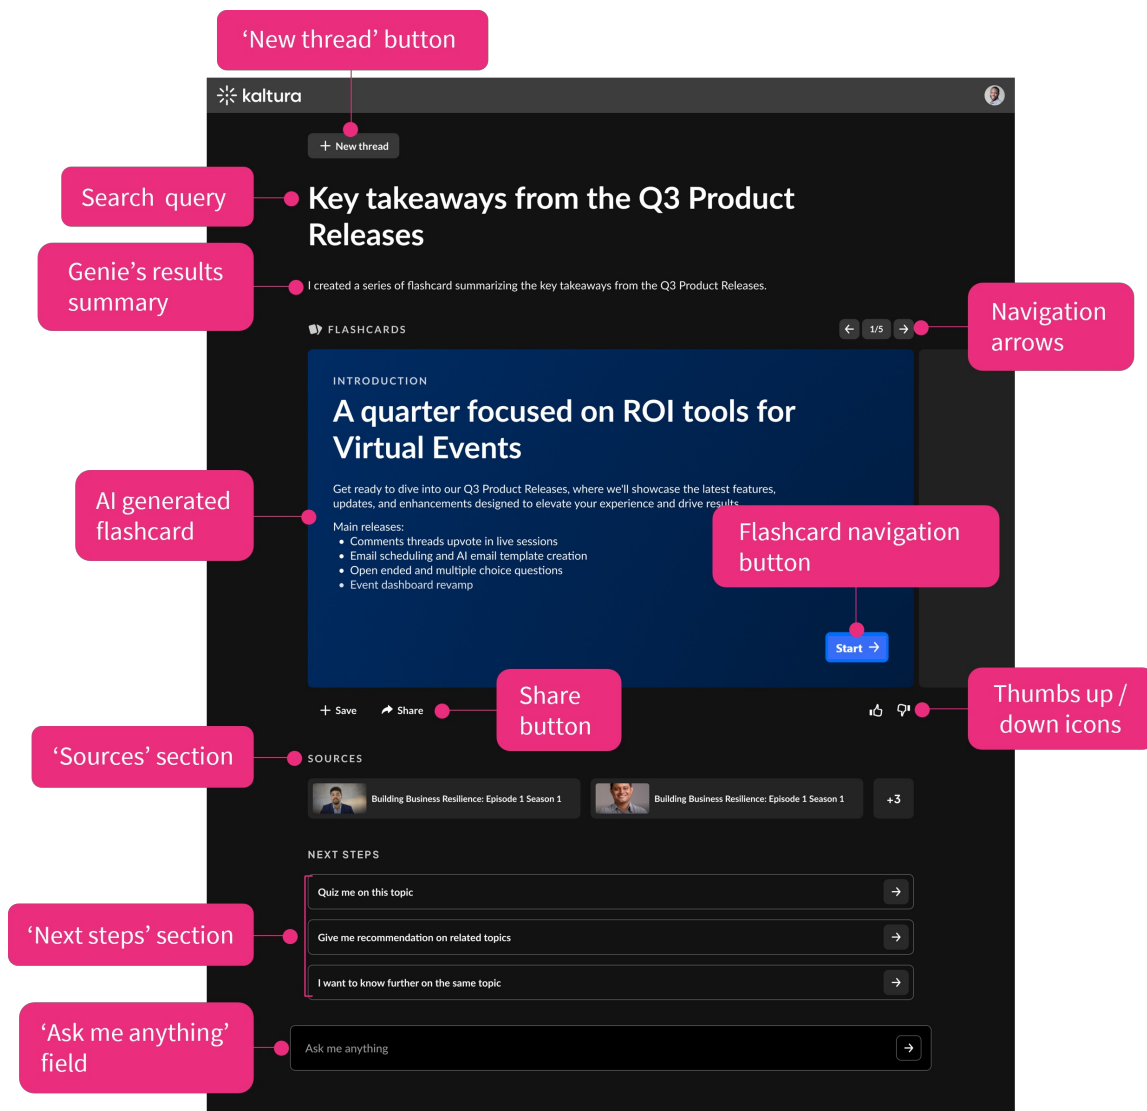 ‘New thread’ button
kaltura
+ New thread
Search query
Key takeaways from the Q3 Product
Releases
Genie’s results
summary
I created a series of flashcard summarizing the key takeaways from the Q3 Product Releases.
Navigation
arrows
FLASHCARDS
1/5
INTRODUCTION
A quarter focused on ROI tools for
Virtual Events
AI generated
flashcard
Get ready to dive into our Q3 Product Releases, where we'll showcase the latest features,
updates, and enhancements designed to elevate your experience and drive results
Main releases:
• Comments threads upvote in live sessions
• Email scheduling and AI email template creation
• Open ended and multiple choice questions
• Event dashboard revamp
Flashcard navigation
button
Start →
+ Save
Share
Share
button
Thumbs up /
down icons
‘Sources’ section
SOURCES
Building Business Resilience: Episode 1 Season 1
Building Business Resilience: Episode 1 Season 1
+3
NEXT STEPS
Quiz me on this topic
‘Next steps’ section
Give me recommendation on related topics
I want to know further on the same topic
‘Ask me anything’
field
Ask me anything